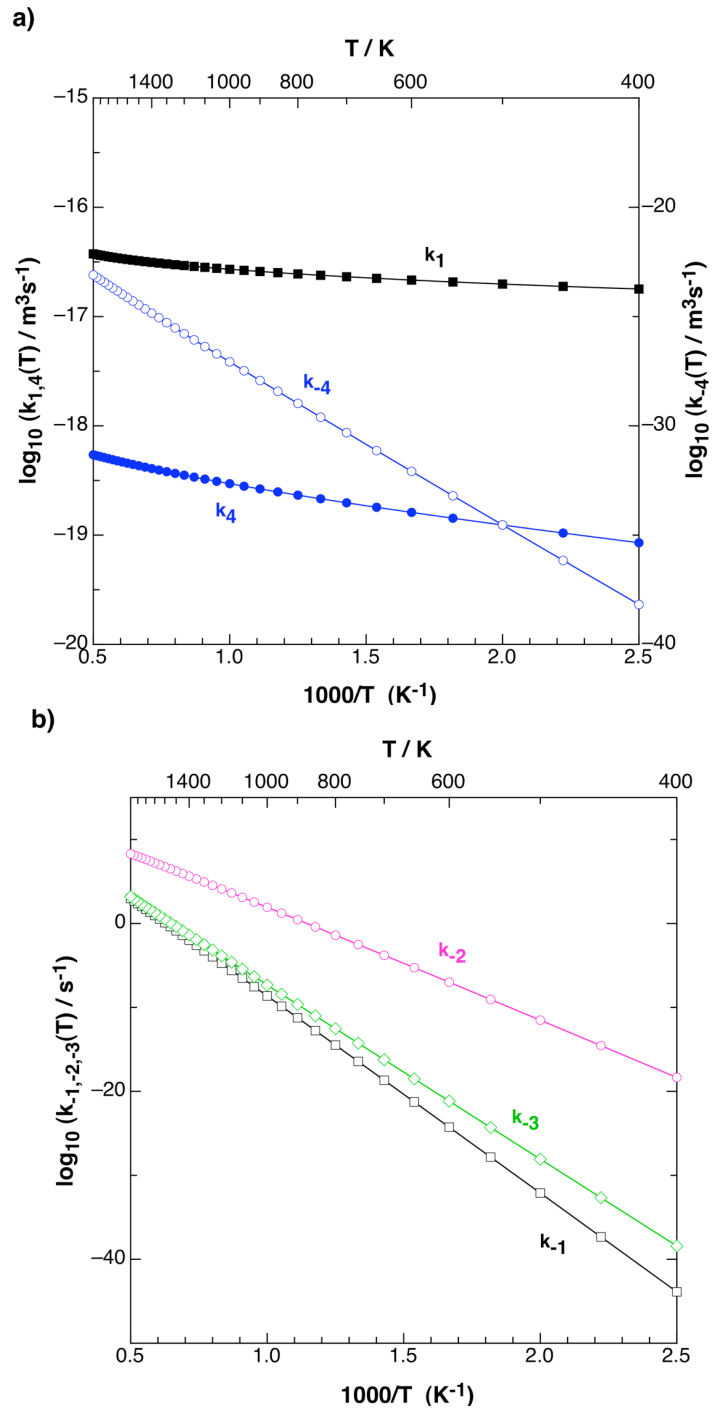 a)
T / K
1400 1000 800 600 400
−15
−16
−17
−18
−19
−20
−20
−30
−40
log10 (k1,4(T) / m3s-1)
log10 (k-4(T) / m3s-1)
k1
k-4
k4
0.5 1.0 1.5 2.0 2.5
1000/T (K-1)
b)
T / K
1400 1000 800 600 400
0
−20
−40
log10 (k-1,-2,-3(T) / s-1)
k-2
k-3
k-1
0.5 1.0 1.5 2.0 2.5
1000/T (K-1)